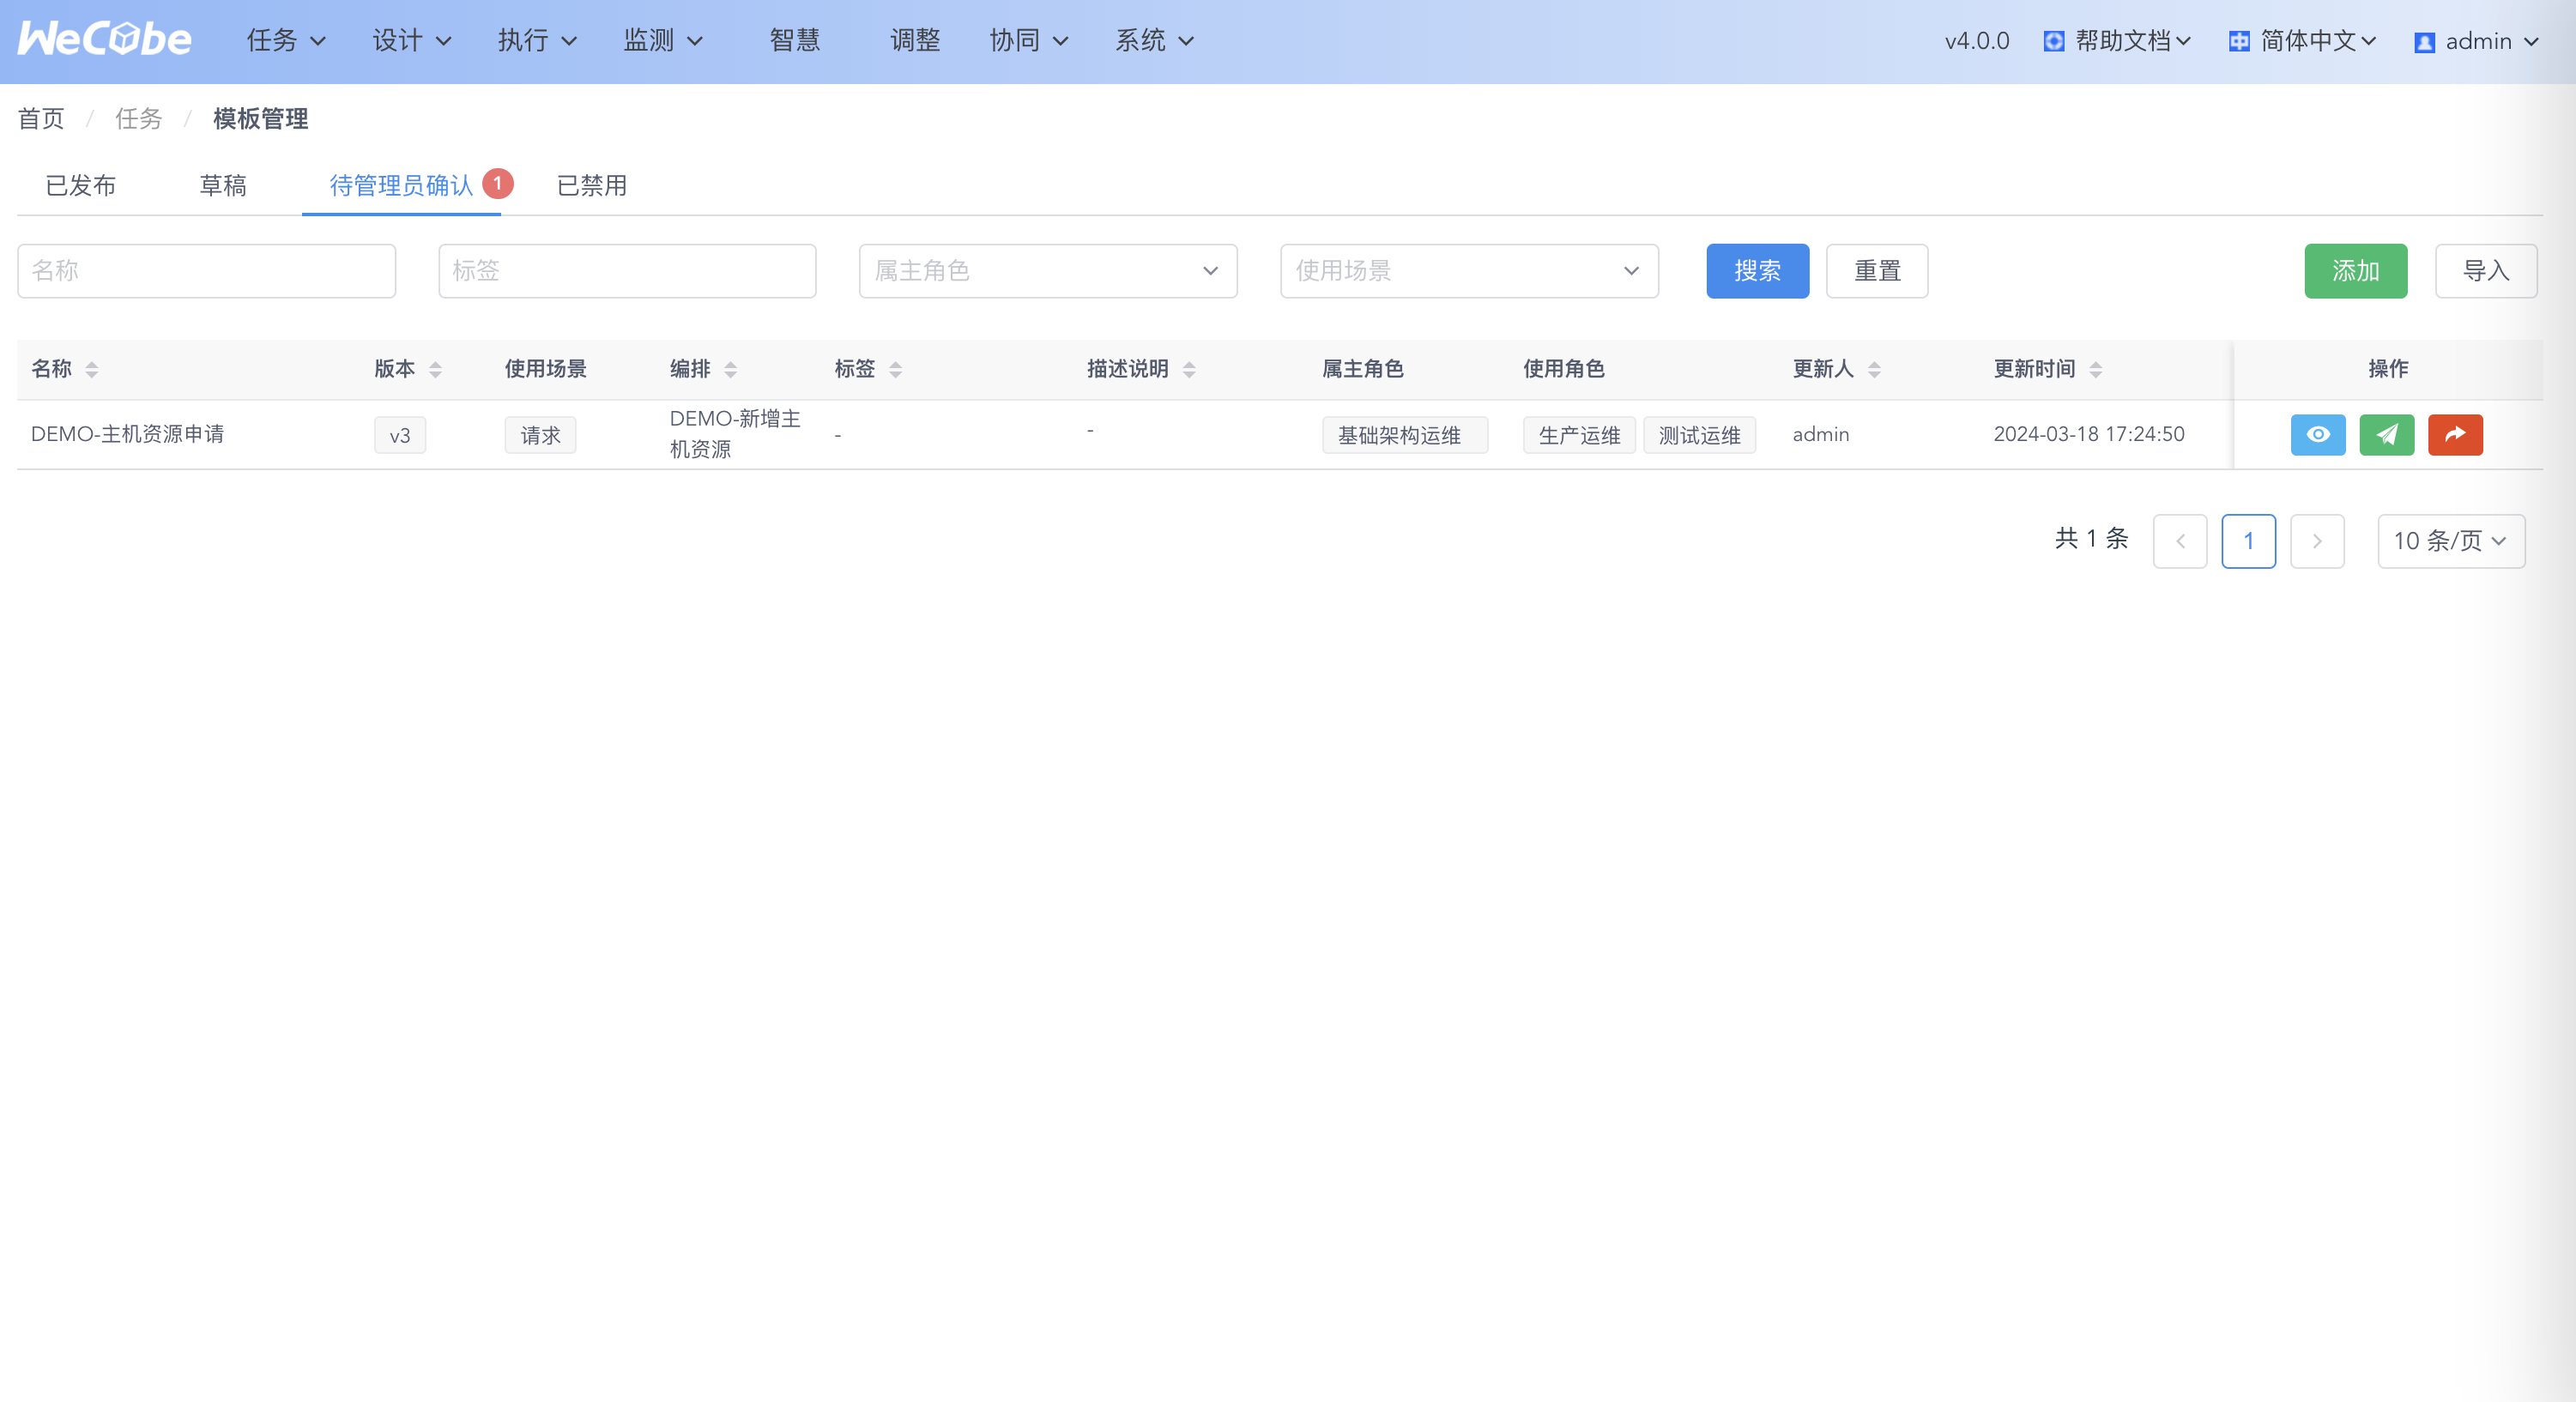 WeCube 任务 设计 执行 监测 智慧 调整 协同 系统 v4.0.0 帮助文档 简体中文 admin
首页 / 任务 / 模板管理
已发布 草稿 待管理员确认 1 已禁用
名称 标签 属主角色 使用场景 搜索 重置 添加 导入
名称 版本 使用场景 编排 标签 描述说明 属主角色 使用角色 更新人 更新时间 操作
DEMO-主机资源申请 v3 请求 DEMO-新增主 - - 基础架构运维 生产运维 测试运维 admin 2024-03-18 17:24:50
机资源
共 1 条 1 10 条/页